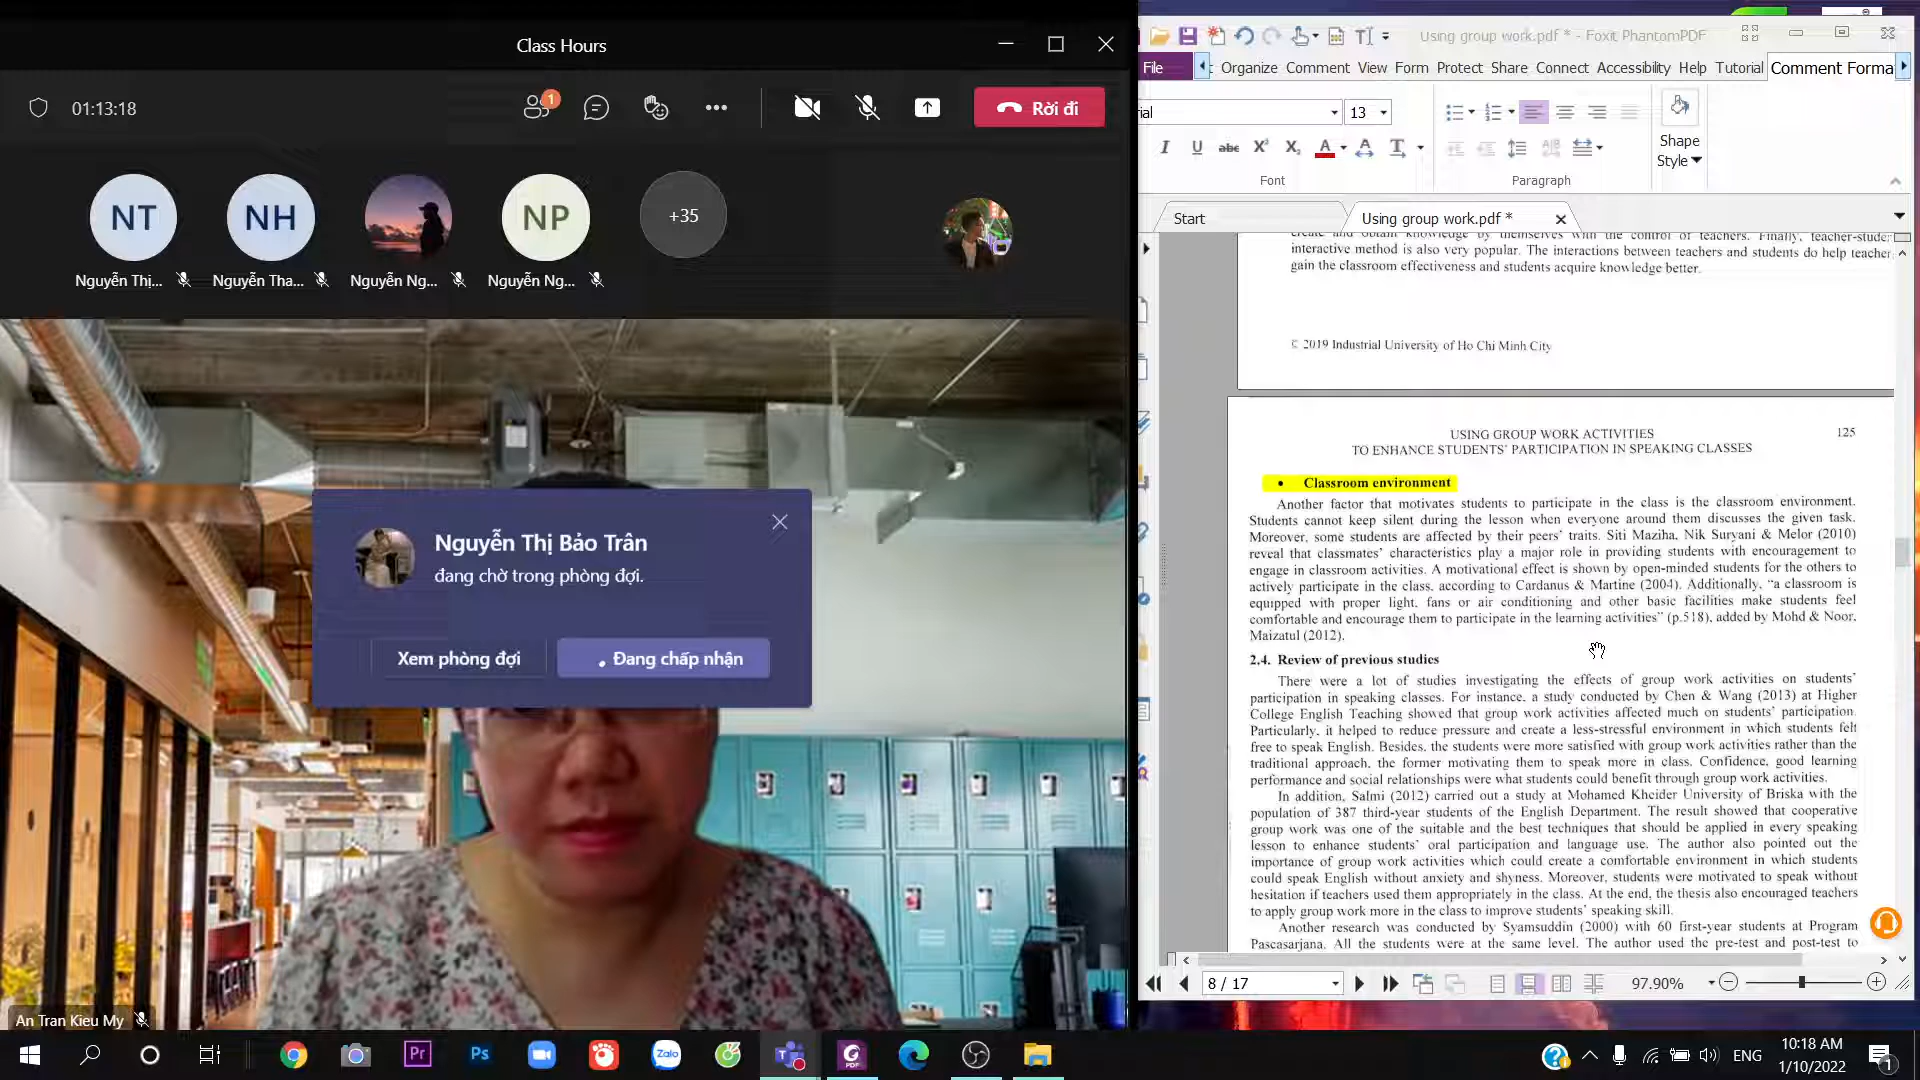 Class Hours
01:13:18
1
Rời đi
NT
NH
NP
+35
Nguyễn Thị...
Nguyễn Tha...
Nguyễn Ng...
Nguyễn Ng...
Nguyễn Thị Bảo Trân
đang chờ trong phòng đợi.
Xem phòng đợi
Đang chấp nhận
An Tran Kieu My
Using group work.pdf * - Foxit PhantomPDF
File
Organize Comment View Form Protect Share Connect Accessibility Help Tutorial Comment Forma
ial
13
Shape
Style
Font
Paragraph
Start
Using group work.pdf *
create and obtain knowledge by themselves with the control of teachers. Finally, teacher-studen
interactive method is also very popular. The interactions between teachers and students do help teacher
gain the classroom effectiveness and students acquire knowledge better.
© 2019 Industrial University of Ho Chi Minh City
USING GROUP WORK ACTIVITIES
125
TO ENHANCE STUDENTS' PARTICIPATION IN SPEAKING CLASSES
• Classroom environment
Another factor that motivates students to participate in the class is the classroom environment.
Students cannot keep silent during the lesson when everyone around them discusses the given task.
Moreover, some students are affected by their peers' traits. Siti Maziha, Nik Suryani & Melor (2010)
reveal that classmates' characteristics play a major role in providing students with encouragement to
engage in classroom activities. A motivational effect is shown by open-minded students for the others to
actively participate in the class, according to Cardanus & Martine (2004). Additionally, "a classroom is
equipped with proper light, fans or air conditioning and other basic facilities make students feel
comfortable and encourage them to participate in the learning activities" (p.518), added by Mohd & Noor,
Maizatul (2012).
2.4. Review of previous studies
There were a lot of studies investigating the effects of group work activities on students'
participation in speaking classes. For instance, a study conducted by Chen & Wang (2013) at Higher
College English Teaching showed that group work activities affected much on students' participation.
Particularly, it helped to reduce pressure and create a less-stressful environment in which students felt
free to speak English. Besides, the students were more satisfied with group work activities rather than the
traditional approach, the former motivating them to speak more in class. Confidence, good learning
performance and social relationships were what students could benefit through group work activities.
In addition, Salmi (2012) carried out a study at Mohamed Kheider University of Briska with the
population of 387 third-year students of the English Department. The result showed that cooperative
group work was one of the suitable and the best techniques that should be applied in every speaking
lesson to enhance students' oral participation and language use. The author also pointed out the
importance of group work activities which could create a comfortable environment in which students
could speak English without anxiety and shyness. Moreover, students were motivated to speak without
hesitation if teachers used them appropriately in the class. At the end, the thesis also encouraged teachers
to apply group work more in the class to improve students' speaking skill.
Another research was conducted by Syamsuddin (2000) with 60 first-year students at Program
Pascasarjana. All the students were at the same level. The author used the pre-test and post-test to
8 / 17
97.90%
Pr
Ps
Zalo
PDF
ENG
10:18 AM
1/10/2022
1